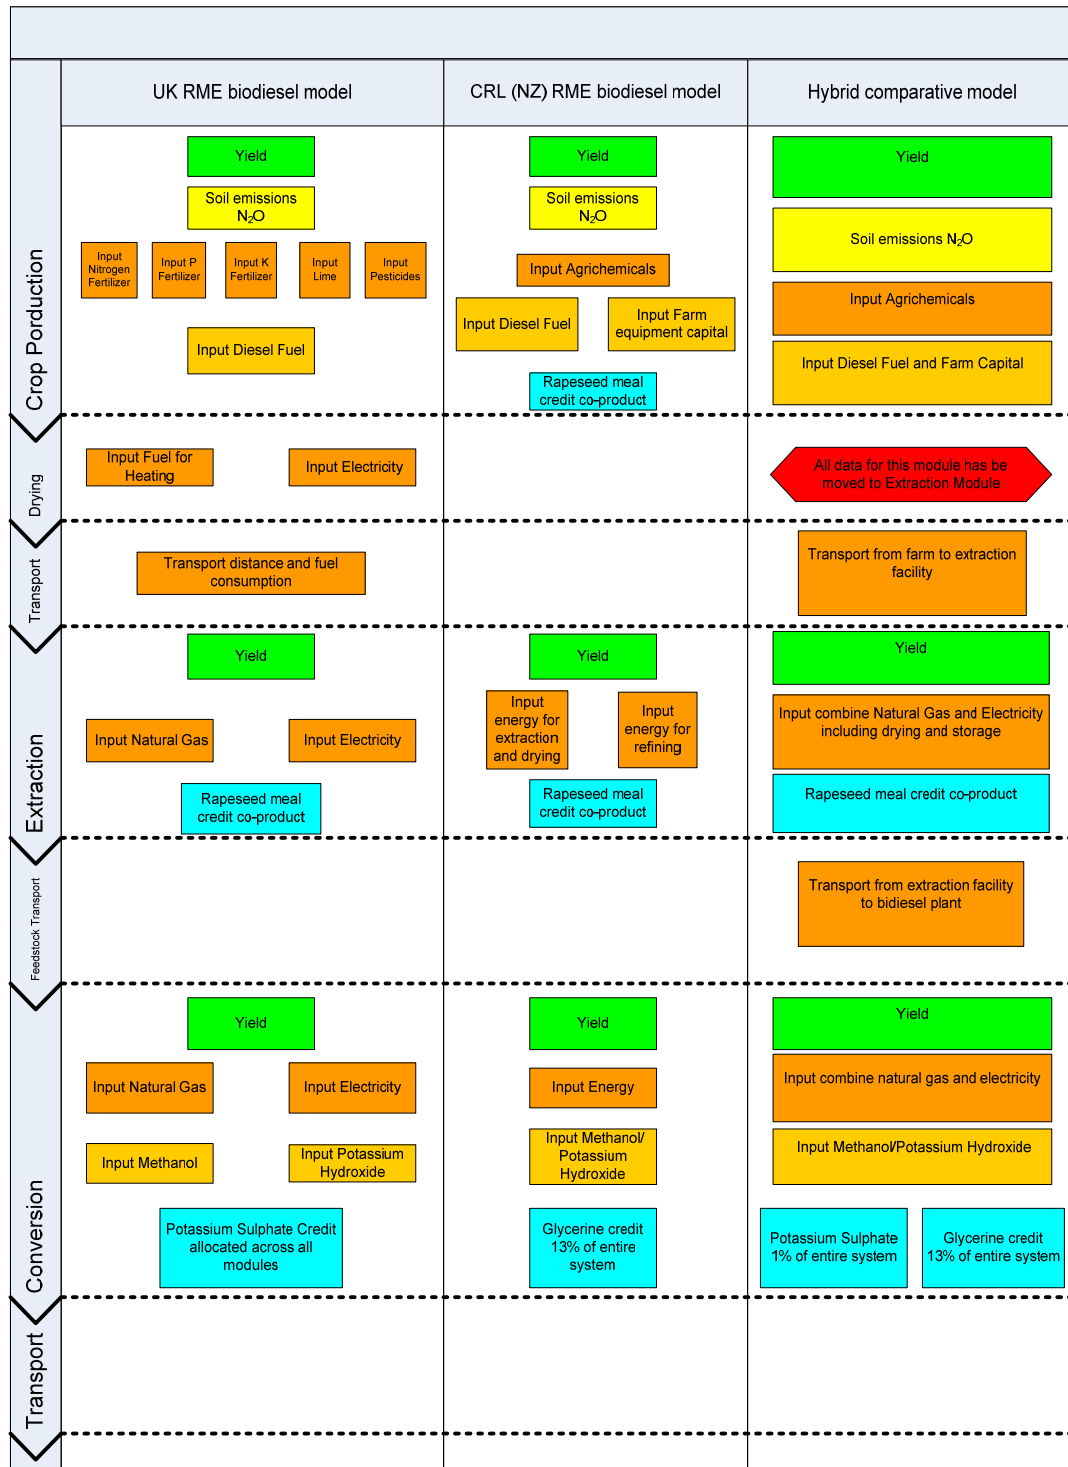 UK RME biodiesel model
CRL (NZ) RME biodiesel model
Hybrid comparative model
Crop Porduction
Yield
Soil emissions
N₂O
Input
Nitrogen
Fertilizer
Input P
Fertilizer
Input K
Fertilizer
Input
Lime
Input
Pesticides
Input Diesel Fuel
Yield
Soil emissions
N₂O
Input Agrichemicals
Input Diesel Fuel
Input Farm
equipment capital
Rapeseed meal
credit co-product
Yield
Soil emissions N₂O
Input Agrichemicals
Input Diesel Fuel and Farm Capital
Drying
Input Fuel for
Heating
Input Electricity
All data for this module has be
moved to Extraction Module
Transport
Transport distance and fuel
consumption
Transport from farm to extraction
facility
Extraction
Yield
Input Natural Gas
Input Electricity
Rapeseed meal
credit co-product
Yield
Input
energy for
extraction
and drying
Input
energy for
refining
Rapeseed meal
credit co-product
Yield
Input combine Natural Gas and Electricity
including drying and storage
Rapeseed meal credit co-product
Feedstock Transport
Transport from extraction facility
to bidiesel plant
Conversion
Yield
Input Natural Gas
Input Electricity
Input Methanol
Input Potassium
Hydroxide
Potassium Sulphate Credit
allocated across all
modules
Yield
Input Energy
Input Methanol/
Potassium
Hydroxide
Glycerine credit
13% of entire
system
Yield
Input combine natural gas and electricity
Input Methanol/Potassium Hydroxide
Potassium Sulphate
1% of entire system
Glycerine credit
13% of entire system
Transport